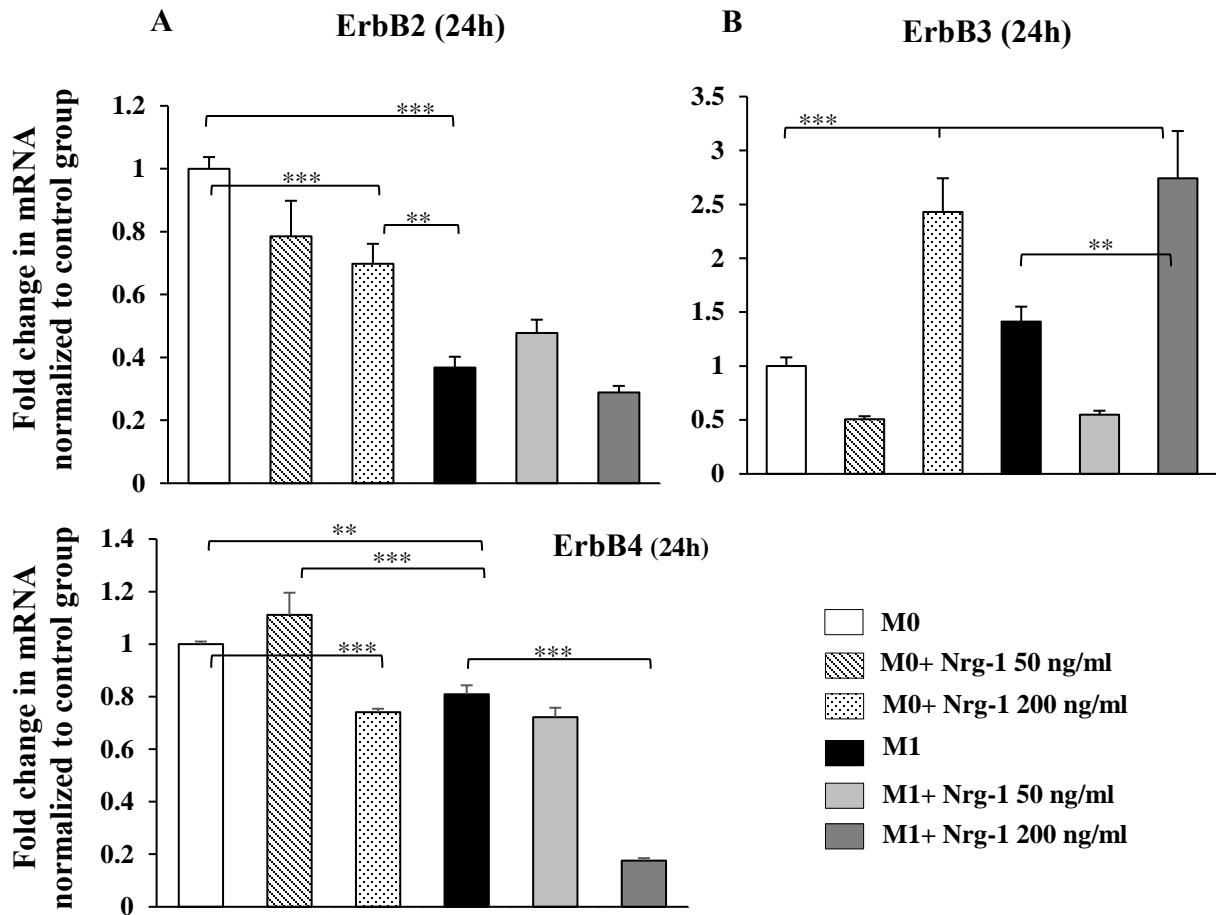 A
ErbB2 (24h)
Fold change in mRNA
normalized to control group
1.2
1
0.8
0.6
0.4
0.2
0
***
***
**
B
ErbB3 (24h)
3.5
3
2.5
2
1.5
1
0.5
0
***
**
ErbB4 (24h)
Fold change in mRNA
normalized to control group
1.4
1.2
1
0.8
0.6
0.4
0.2
0
**
***
***
***
M0
M0+ Nrg-1 50 ng/ml
M0+ Nrg-1 200 ng/ml
M1
M1+ Nrg-1 50 ng/ml
M1+ Nrg-1 200 ng/ml